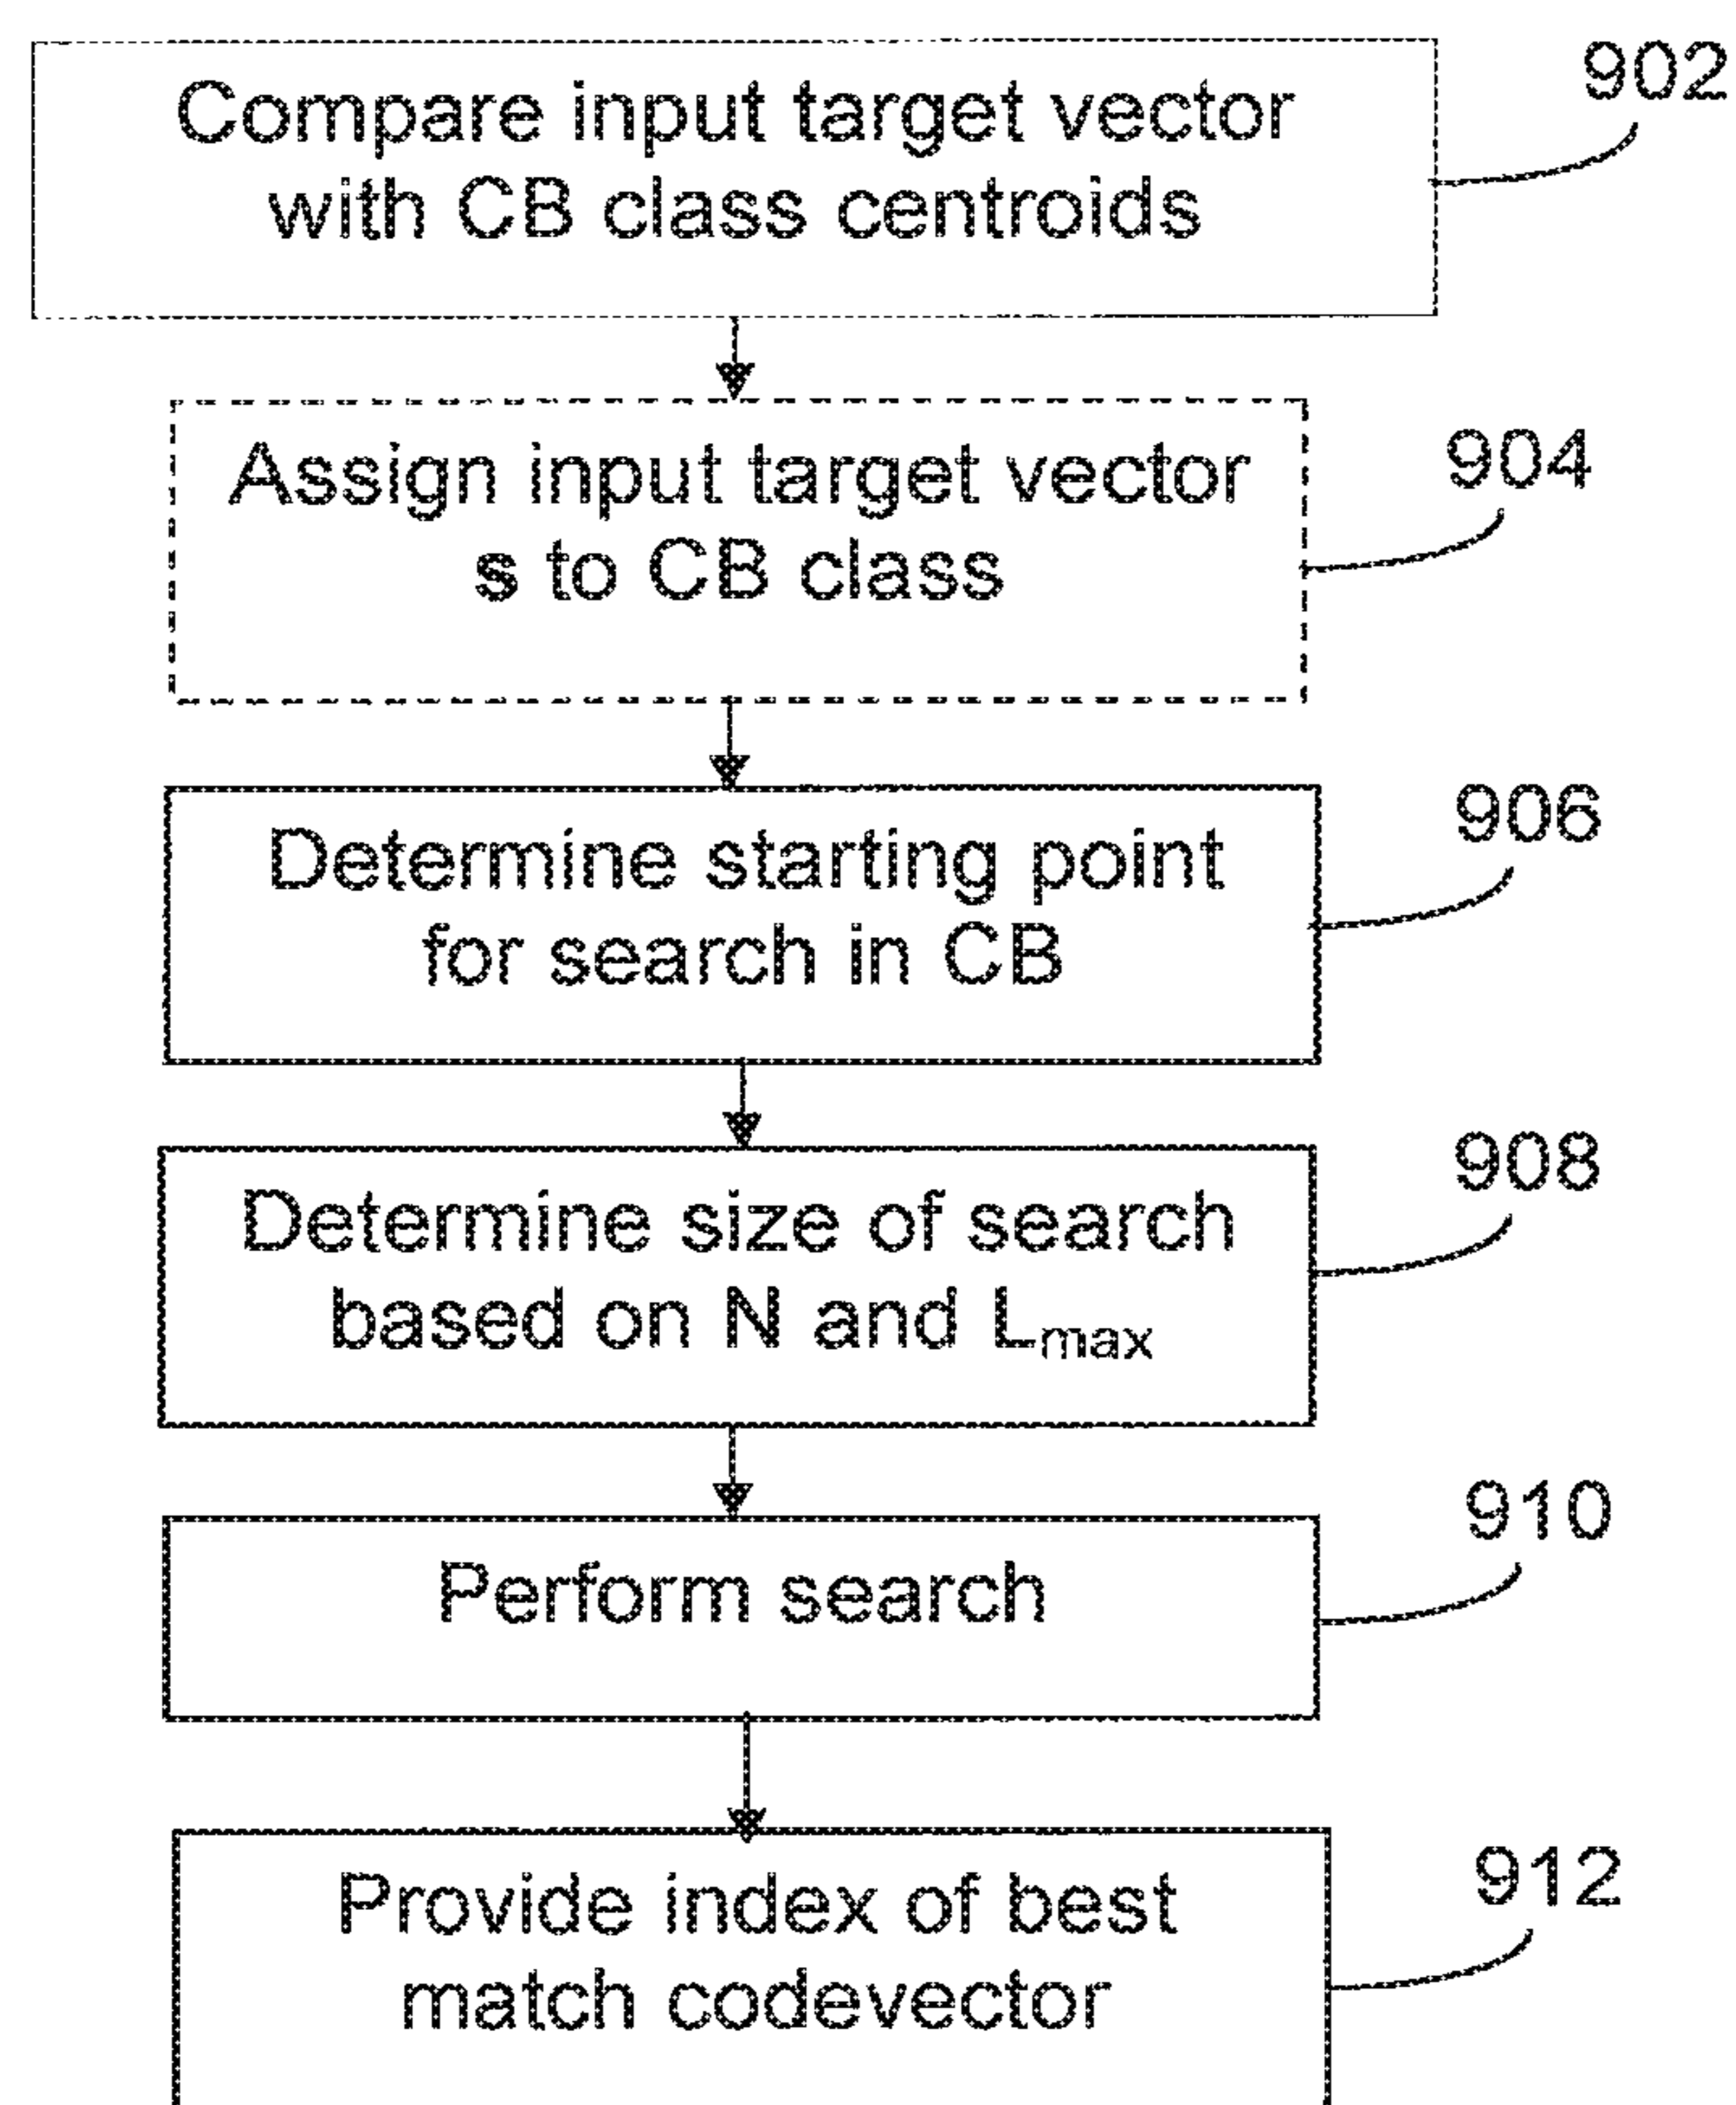 Compare input target vector
with CB class centroids
902
Assign input target vector
s to CB class
904
Determine starting point
for search in CB
906
Determine size of search
based on N and Lmax
908
Perform search
910
Provide index of best
match codevector
912